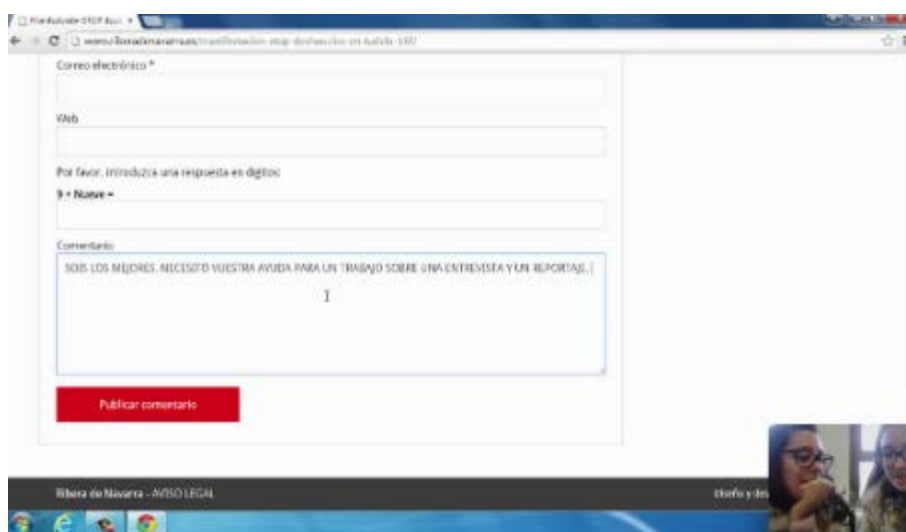 Correo electrónico *
Web
Por favor, introduzca una respuesta en dígitos:
Nueve =
Comentario
SOIS LOS MEJORES. NECESITO VUESTRA AYUDA PARA UN TRABAJO SOBRE UNA ENTREVISTA Y UN REPORTAJE.
Publicar comentario
Ribera de Navarra – AVISO LEGAL
Diseño y